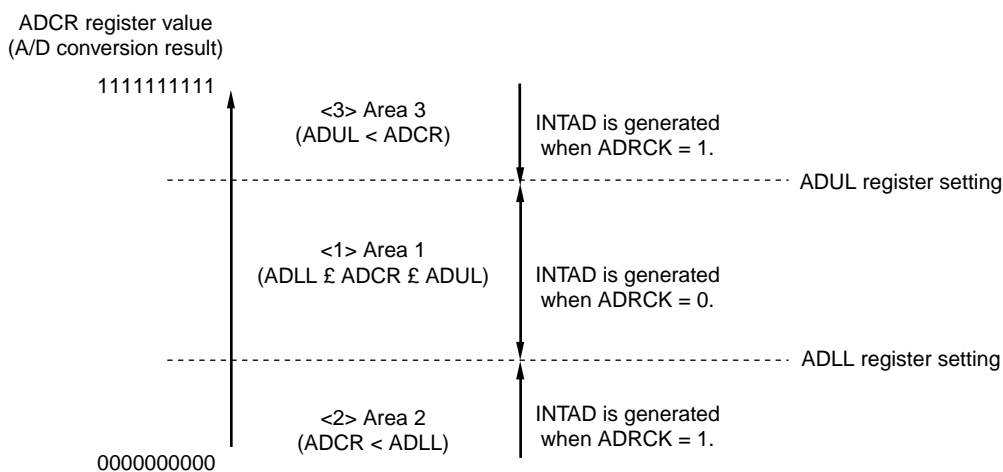 ADCR register value
(A/D conversion result)
1111111111
<3> Area 3
(ADUL < ADCR)
INTAD is generated
when ADRCK = 1.
ADUL register setting
<1> Area 1
(ADLL £ ADCR £ ADUL)
INTAD is generated
when ADRCK = 0.
ADLL register setting
<2> Area 2
(ADCR < ADLL)
INTAD is generated
when ADRCK = 1.
0000000000